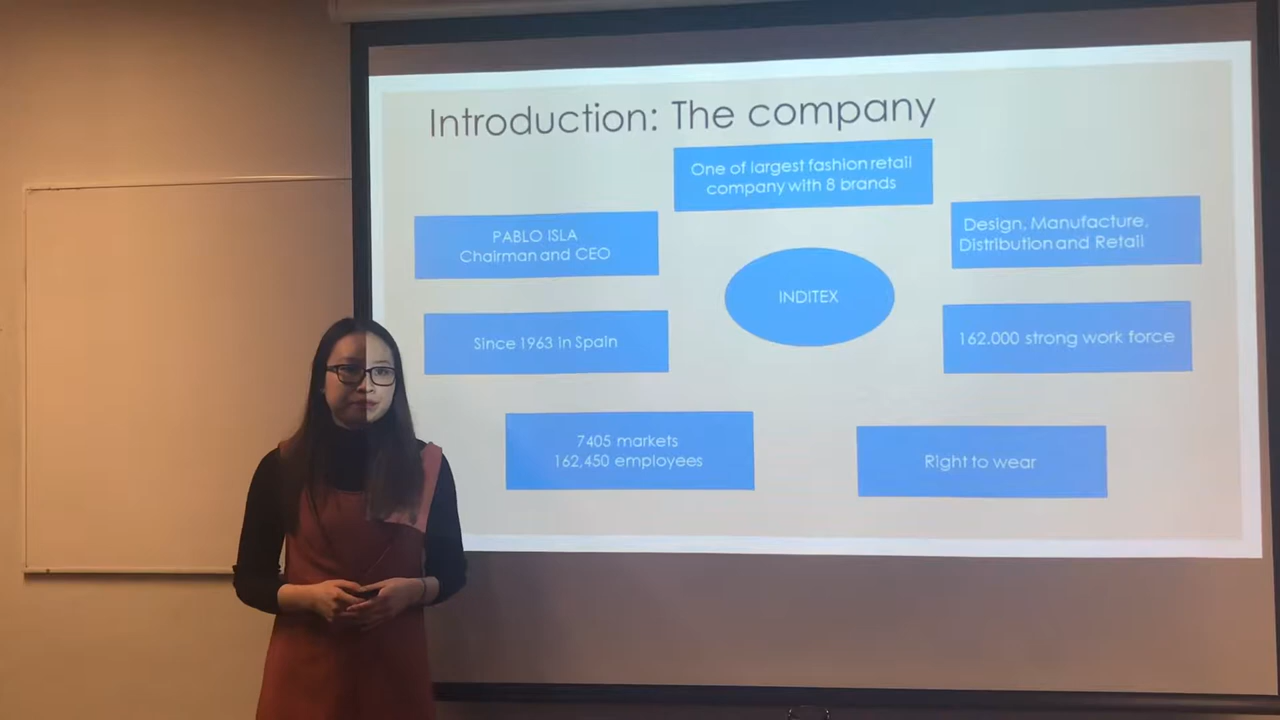 Introduction: The company
One of largest fashion retail
company with 8 brands
PABLO ISLA
Chairman and CEO
Design, Manufacture,
Distribution and Retail
INDITEX
Since 1963 in Spain
162.000 strong work force
7405 markets
162,450 employees
Right to wear